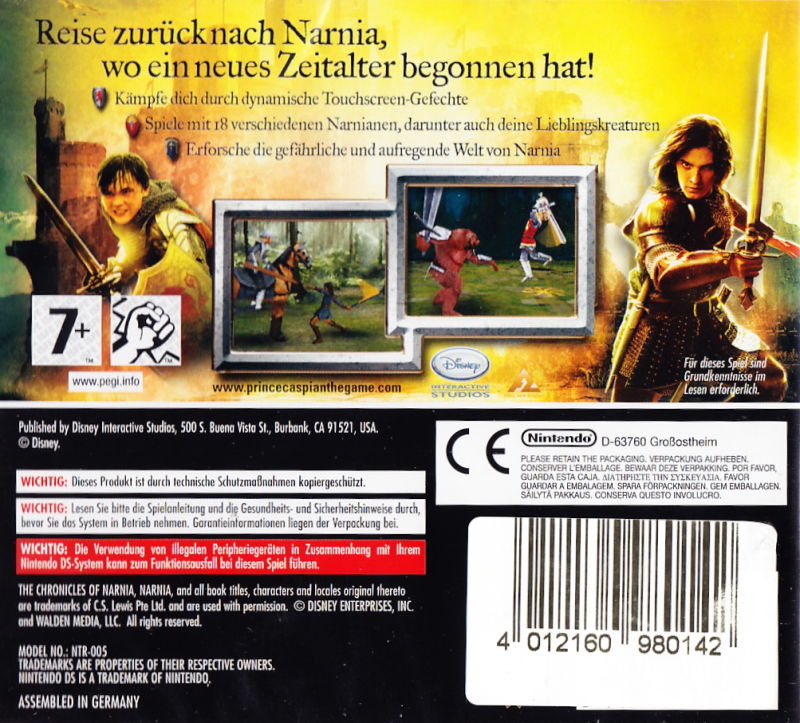 Reise zurück nach Narnia,
wo ein neues Zeitalter begonnen hat!
Kämpfe dich durch dynamische Touchscreen-Gefechte
Spiele mit 18 verschiedenen Narnianen, darunter auch deine Lieblingskreaturen
Erforsche die gefährliche und aufregende Welt von Narnia
7+
TM
TM
www.pegi.info
www.princecaspianthegame.com
Disney
INTERACTIVE
STUDIOS
Für dieses Spiel sind
Grundkenntnisse im
Lesen erforderlich.
Published by Disney Interactive Studios, 500 S. Buena Vista St., Burbank, CA 91521, USA.
© Disney.
WICHTIG: Dieses Produkt ist durch technische Schutzmaßnahmen kopiergeschützt.
WICHTIG: Lesen Sie bitte die Spielanleitung und die Gesundheits- und Sicherheitshinweise durch,
bevor Sie das System in Betrieb nehmen. Garantieinformationen liegen der Verpackung bei.
WICHTIG: Die Verwendung von illegalen Peripheriegeräten in Zusammenhang mit Ihrem
Nintendo DS-System kann zum Funktionsausfall bei diesem Spiel führen.
THE CHRONICLES OF NARNIA, NARNIA, and all book titles, characters and locales original thereto
are trademarks of C.S. Lewis Pte Ltd. and are used with permission. © DISNEY ENTERPRISES, INC.
and WALDEN MEDIA, LLC. All rights reserved.
MODEL NO.: NTR-005
TRADEMARKS ARE PROPERTIES OF THEIR RESPECTIVE OWNERS.
NINTENDO DS IS A TRADEMARK OF NINTENDO.
ASSEMBLED IN GERMANY
CE
Nintendo D-63760 Großostheim
PLEASE RETAIN THE PACKAGING. VERPACKUNG AUFHEBEN.
CONSERVER L'EMBALLAGE. BEWAAR DEZE VERPAKKING. POR FAVOR,
GUARDA ESTA CAJA. ΔΙΑΤΗΡΗΣΤΕ ΤΗΝ ΣΥΣΚΕΥΑΣΙΑ. FAVOR
GUARDAR A EMBALAGEM. SPARA FÖRPACKNINGEN. GEM EMBALLAGEN.
SÄILYTÄ PAKKAUS. CONSERVA QUESTO INVOLUCRO.
4 012160 980142